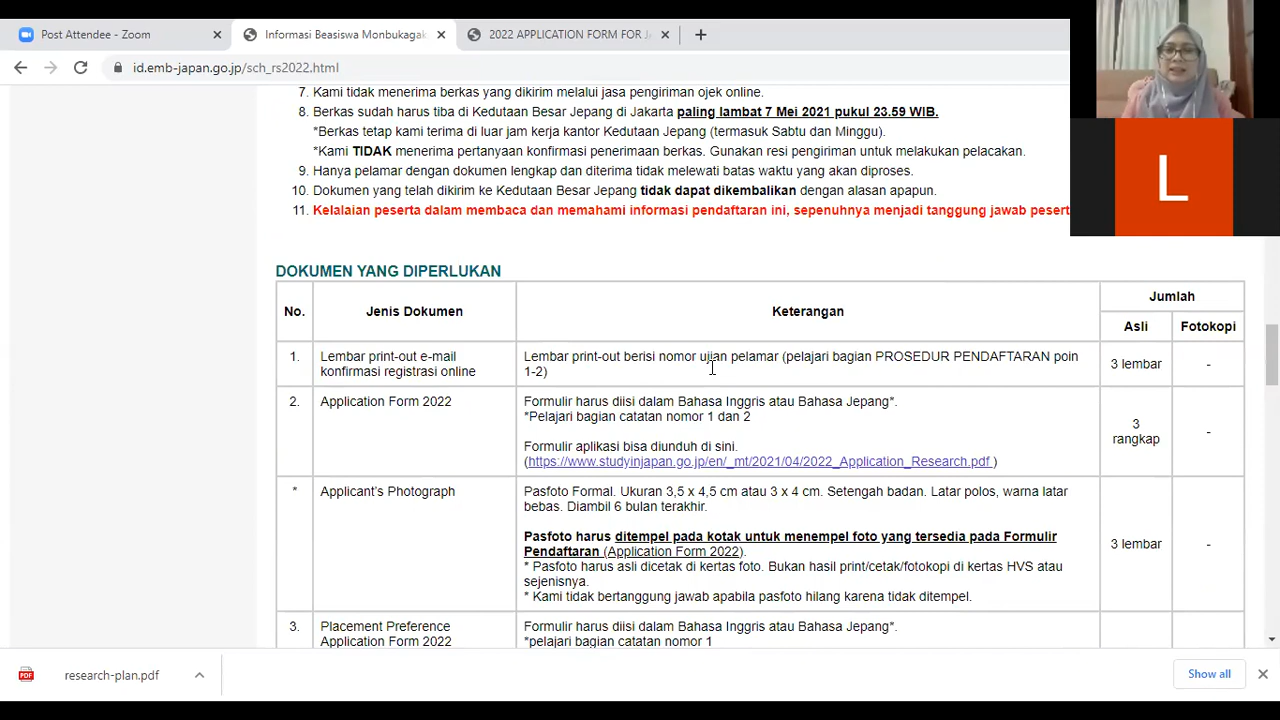 Post Attendee - Zoom
Informasi Beasiswa Monbukagak
2022 APPLICATION FORM FOR J
id.emb-japan.go.jp/sch_rs2022.html
7. Kami tidak menerima berkas yang dikirim melalui jasa pengiriman ojek online.
8. Berkas sudah harus tiba di Kedutaan Besar Jepang di Jakarta paling lambat 7 Mei 2021 pukul 23.59 WIB.
*Berkas tetap kami terima di luar jam kerja kantor Kedutaan Jepang (termasuk Sabtu dan Minggu).
*Kami TIDAK menerima pertanyaan konfirmasi penerimaan berkas. Gunakan resi pengiriman untuk melakukan pelacakan.
9. Hanya pelamar dengan dokumen lengkap dan diterima tidak melewati batas waktu yang akan diproses.
10. Dokumen yang telah dikirim ke Kedutaan Besar Jepang tidak dapat dikembalikan dengan alasan apapun.
11. Kelalaian peserta dalam membaca dan memahami informasi pendaftaran ini, sepenuhnya menjadi tanggung jawab pesert
L
DOKUMEN YANG DIPERLUKAN
No. Jenis Dokumen Keterangan Jumlah
Asli Fotokopi
1. Lembar print-out e-mail
konfirmasi registrasi online
Lembar print-out berisi nomor ujian pelamar (pelajari bagian PROSEDUR PENDAFTARAN poin
1-2)
3 lembar -
2. Application Form 2022
Formulir harus diisi dalam Bahasa Inggris atau Bahasa Jepang*.
*Pelajari bagian catatan nomor 1 dan 2
Formulir aplikasi bisa diunduh di sini.
(https://www.studyinjapan.go.jp/en/_mt/2021/04/2022_Application_Research.pdf )
3
rangkap
-
* Applicant's Photograph
Pasfoto Formal. Ukuran 3,5 x 4,5 cm atau 3 x 4 cm. Setengah badan. Latar polos, warna latar
bebas. Diambil 6 bulan terakhir.
Pasfoto harus ditempel pada kotak untuk menempel foto yang tersedia pada Formulir
Pendaftaran (Application Form 2022).
* Pasfoto harus asli dicetak di kertas foto. Bukan hasil print/cetak/fotokopi di kertas HVS atau
sejenisnya.
* Kami tidak bertanggung jawab apabila pasfoto hilang karena tidak ditempel.
3 lembar -
3. Placement Preference
Application Form 2022
Formulir harus diisi dalam Bahasa Inggris atau Bahasa Jepang*.
*pelajari bagian catatan nomor 1
PDF
research-plan.pdf
Show all